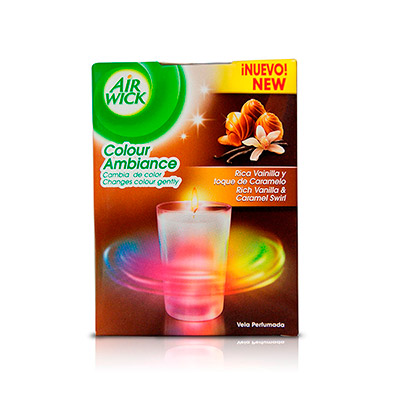 AIR
WICK
¡NUEVO!
NEW
Colour
Ambiance
Cambia de color
Changes colour gently
Rica Vainilla y
toque de Caramelo
Rich Vanilla &
Caramel Swirl
Vela Perfumada